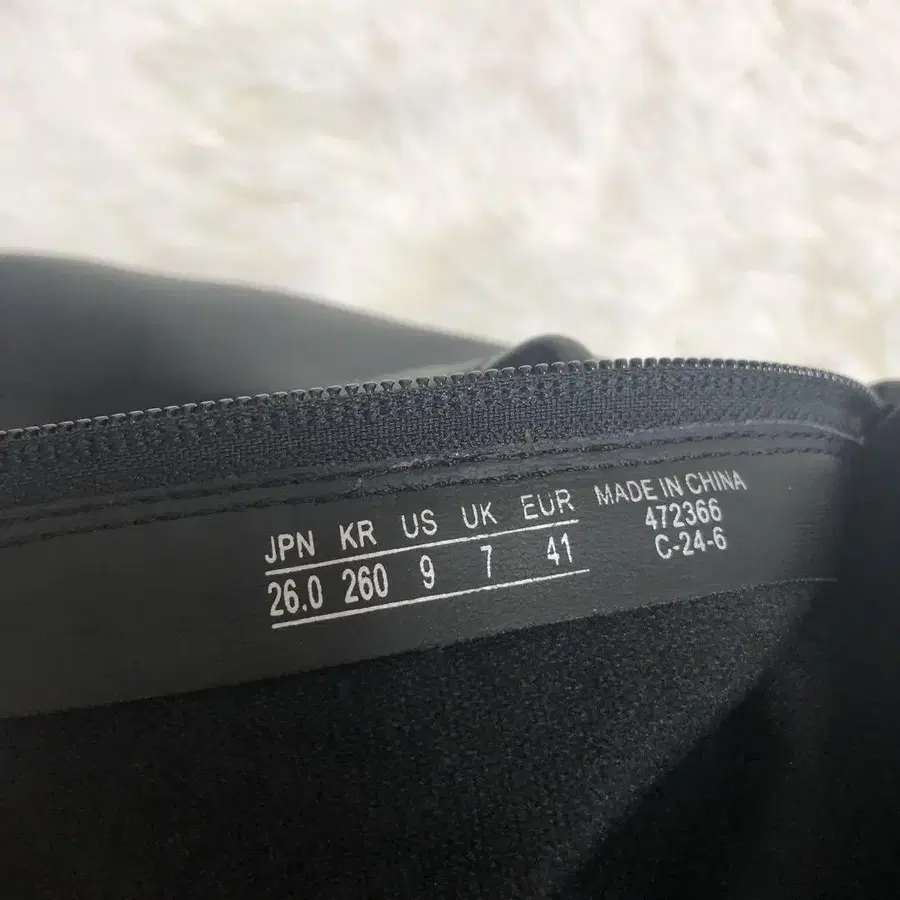 JPN KR US UK EUR
26.0 260 9 7 41
MADE IN CHINA
472366
C-24-6